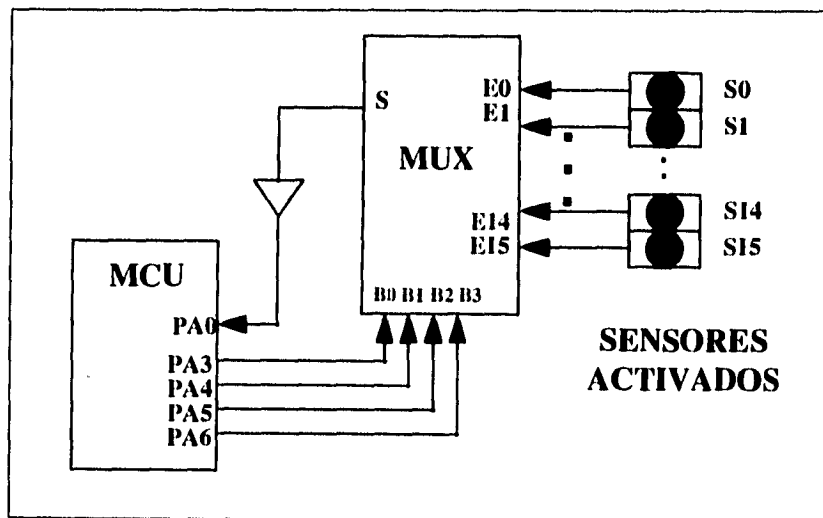 S
MUX
E0
E1
E14
E15
B0 B1 B2 B3
S0
S1
S14
S15
MCU
PA0
PA3
PA4
PA5
PA6
SENSORES
ACTIVADOS